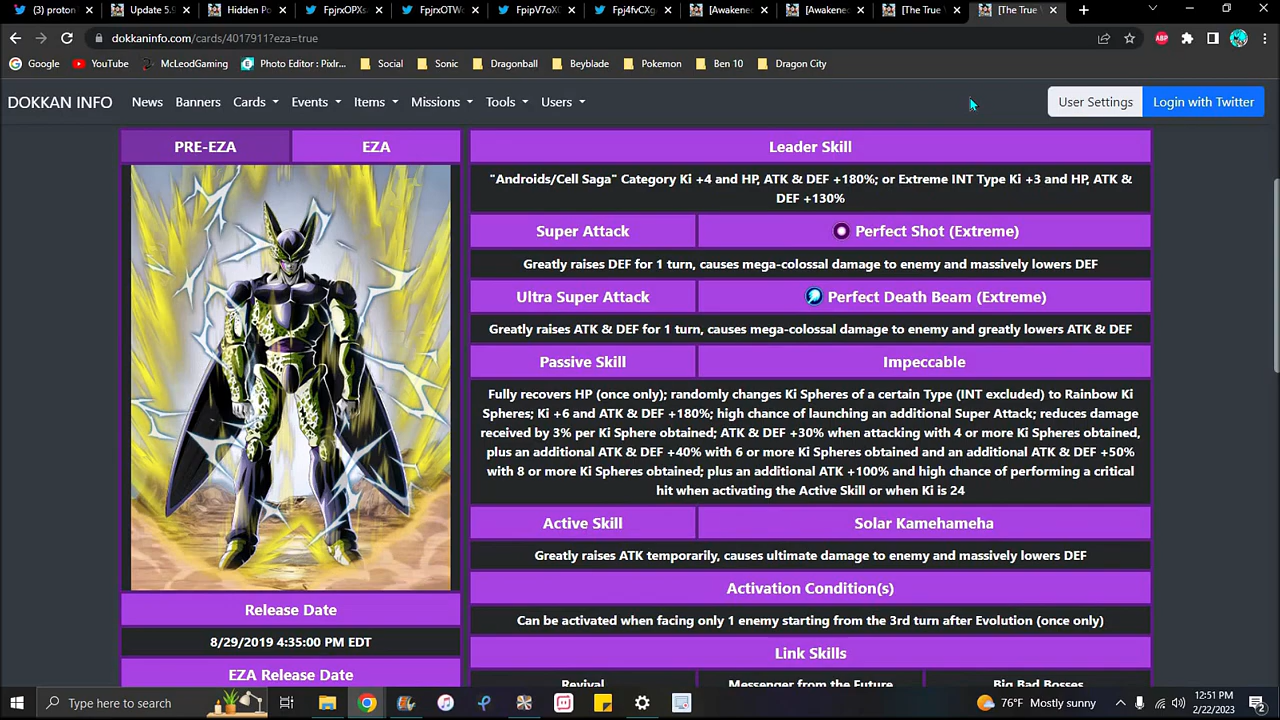 proton
Update 5.9
Hidden Po
FpjrxOPXs
FpjrxOTWc
FpipV7oX0
Fpj4fvCXg
[Awakened
[Awakened
[The True
[The True
dokkaninfo.com/cards/4017911?eza=true
Google YouTube McLeodGaming Photo Editor : Pixlr... Social Sonic Dragonball Beyblade Pokemon Ben 10 Dragon City
DOKKAN INFO News Banners Cards Events Items Missions Tools Users User Settings Login with Twitter
PRE-EZA EZA
Release Date
8/29/2019 4:35:00 PM EDT
EZA Release Date
Leader Skill
"Androids/Cell Saga" Category Ki +4 and HP, ATK & DEF +180%; or Extreme INT Type Ki +3 and HP, ATK &
DEF +130%
Super Attack Perfect Shot (Extreme)
Greatly raises DEF for 1 turn, causes mega-colossal damage to enemy and massively lowers DEF
Ultra Super Attack Perfect Death Beam (Extreme)
Greatly raises ATK & DEF for 1 turn, causes mega-colossal damage to enemy and greatly lowers ATK & DEF
Passive Skill Impeccable
Fully recovers HP (once only); randomly changes Ki Spheres of a certain Type (INT excluded) to Rainbow Ki
Spheres; Ki +6 and ATK & DEF +180%; high chance of launching an additional Super Attack; reduces damage
received by 3% per Ki Sphere obtained; ATK & DEF +30% when attacking with 4 or more Ki Spheres obtained,
plus an additional ATK & DEF +40% with 6 or more Ki Spheres obtained and an additional ATK & DEF +50%
with 8 or more Ki Spheres obtained; plus an additional ATK +100% and high chance of performing a critical
hit when activating the Active Skill or when Ki is 24
Active Skill Solar Kamehameha
Greatly raises ATK temporarily, causes ultimate damage to enemy and massively lowers DEF
Activation Condition(s)
Can be activated when facing only 1 enemy starting from the 3rd turn after Evolution (once only)
Link Skills
Revival Messenger from the Future Big Bad Bosses
Type here to search
76°F Mostly sunny
12:51 PM
2/22/2023
2